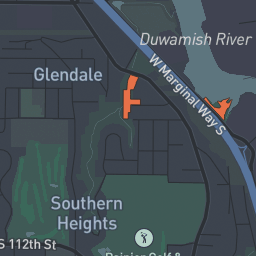 Duwamish River
Glendale
W Marginal Way S
Southern
Heights
S 112th St
Rainier Golf &